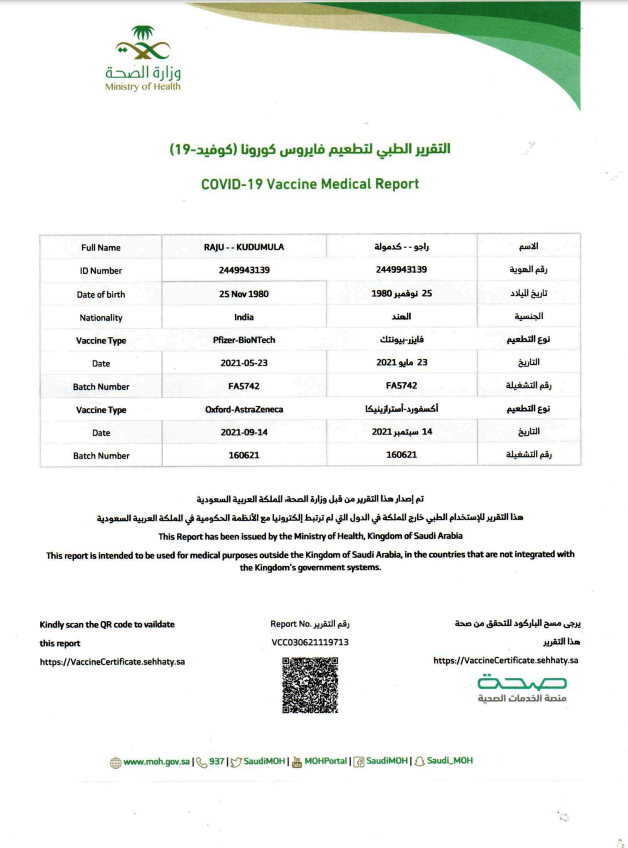 وزارة الصحة
Ministry of Health
التقرير الطبي لتطعيم فايروس كورونا (كوفيد-19)
COVID-19 Vaccine Medical Report
Full Name RAJU - - KUDUMULA راجو - - كدمولة الاسم
ID Number 2449943139 2449943139 رقم الهوية
Date of birth 25 Nov 1980 25 نوفمبر 1980 تاريخ الميلاد
Nationality India الهند الجنسية
Vaccine Type Pfizer-BioNTech فايزر-بيونتك نوع التطعيم
Date 2021-05-23 23 مايو 2021 التاريخ
Batch Number FA5742 FA5742 رقم التشغيلة
Vaccine Type Oxford-AstraZeneca أكسفورد-أسترازينيكا نوع التطعيم
Date 2021-09-14 14 سبتمبر 2021 التاريخ
Batch Number 160621 160621 رقم التشغيلة
تم إصدار هذا التقرير من قبل وزارة الصحة، المملكة العربية السعودية
هذا التقرير للإستخدام الطبي خارج المملكة في الدول التي لم ترتبط إلكترونيا مع الأنظمة الحكومية في المملكة العربية السعودية
This Report has been issued by the Ministry of Health, Kingdom of Saudi Arabia
This report is intended to be used for medical purposes outside the Kingdom of Saudi Arabia, in the countries that are not integrated with
the Kingdom's government systems.
Kindly scan the QR code to vaildate
this report
https://VaccineCertificate.sehhaty.sa
Report No. رقم التقرير
VCC030621119713
يرجى مسح الباركود للتحقق من صحة
هذا التقرير
https://VaccineCertificate.sehhaty.sa
صحة
منصة الخدمات الصحية
www.moh.gov.sa | 937 | SaudiMOH | MOHPortal | SaudiMOH | Saudi_MOH